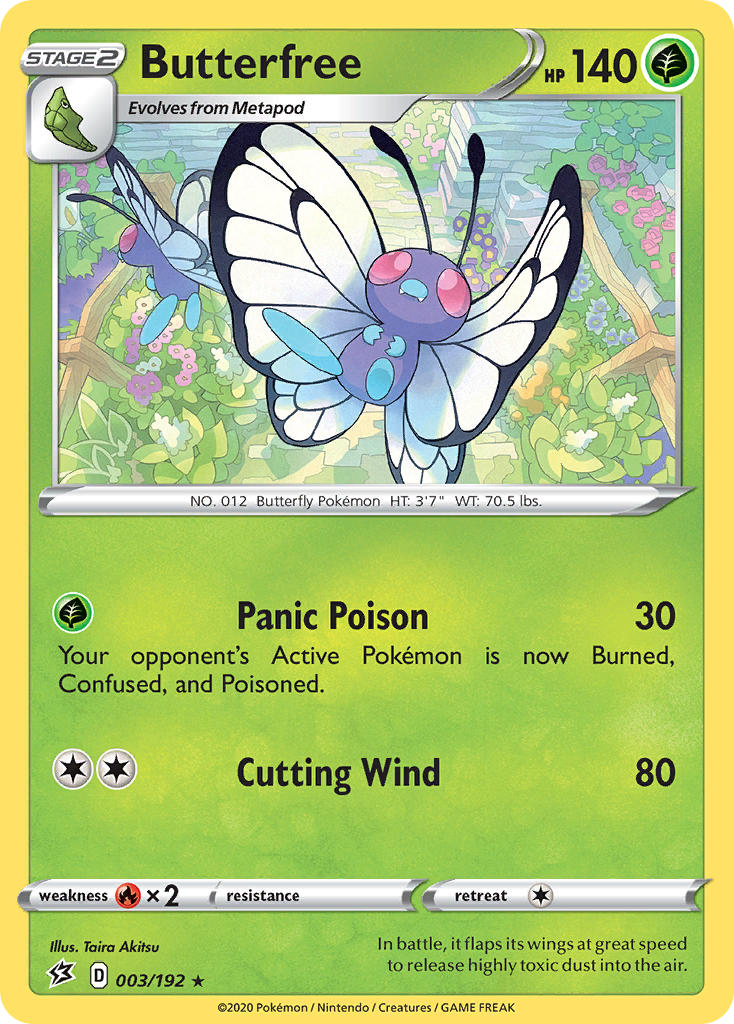 STAGE 2
Butterfree
HP 140
Evolves from Metapod
NO. 012 Butterfly Pokémon HT: 3'7" WT: 70.5 lbs.
Panic Poison 30
Your opponent's Active Pokémon is now Burned,
Confused, and Poisoned.
Cutting Wind 80
weakness ×2 resistance retreat
Illus. Taira Akitsu
In battle, it flaps its wings at great speed
to release highly toxic dust into the air.
D 003/192 ★
©2020 Pokémon / Nintendo / Creatures / GAME FREAK